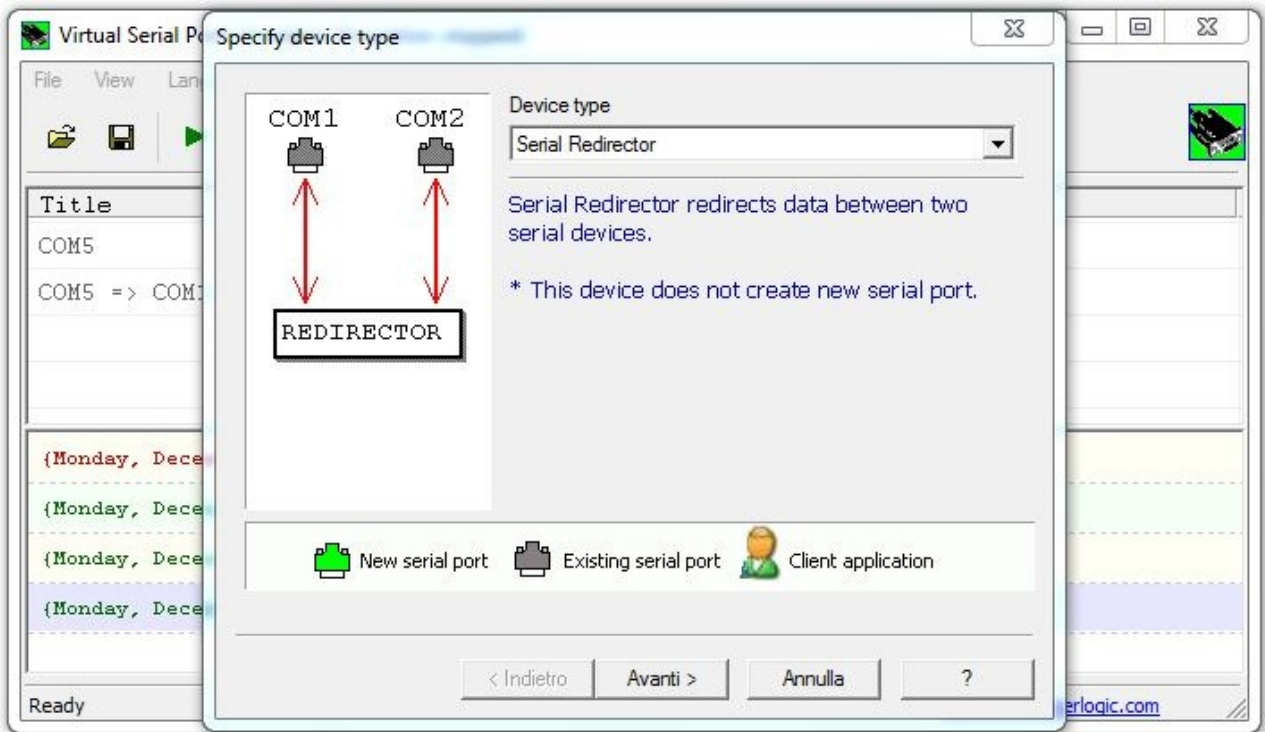 Virtual Serial Po
Specify device type
File View Lang
COM1 COM2
REDIRECTOR
Device type
Serial Redirector
Serial Redirector redirects data between two
serial devices.
* This device does not create new serial port.
Title
COM5
COM5 => COM1
{Monday, Dece
{Monday, Dece
{Monday, Dece
{Monday, Dece
New serial port Existing serial port Client application
< Indietro Avanti > Annulla ?
Ready
erlogic.com